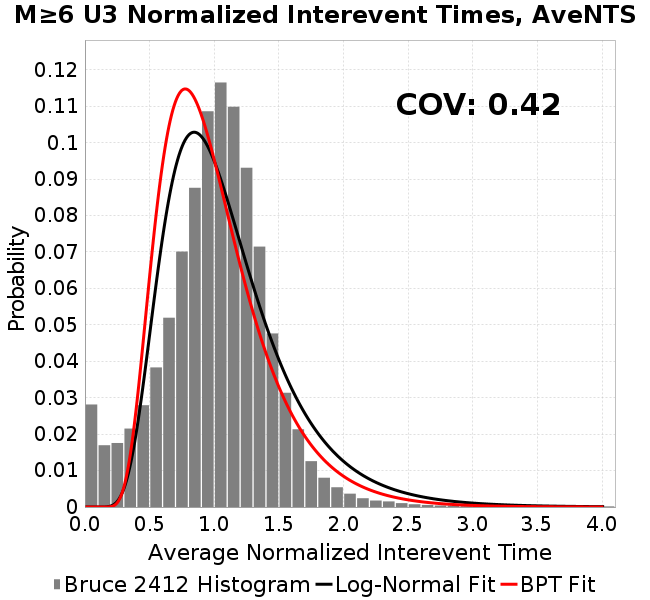 M≥6 U3 Normalized Interevent Times, AveNTS
COV: 0.42
Probability
0.12
0.11
0.1
0.09
0.08
0.07
0.06
0.05
0.04
0.03
0.02
0.01
0
0.0 0.5 1.0 1.5 2.0 2.5 3.0 3.5 4.0
Average Normalized Interevent Time
Bruce 2412 Histogram Log-Normal Fit BPT Fit